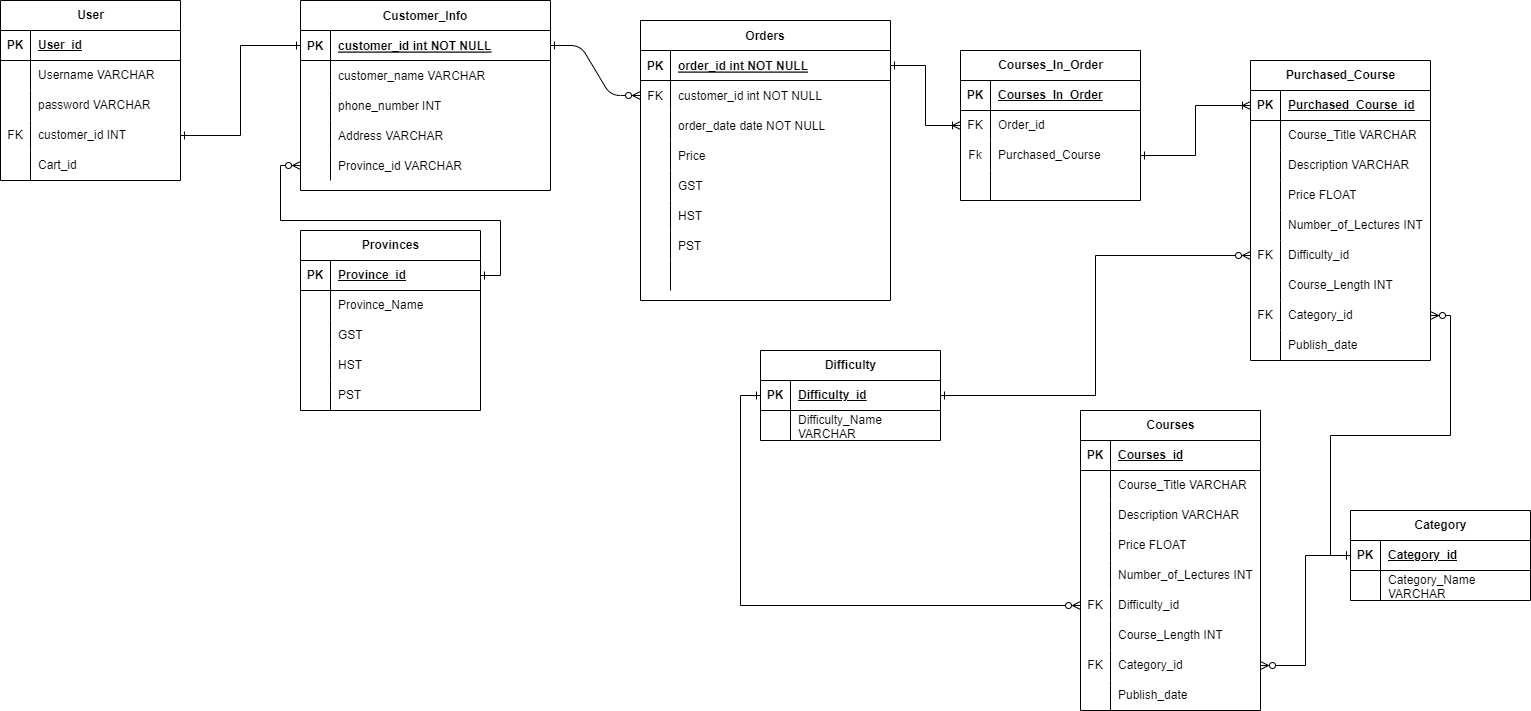 User
PK User_id
Username VARCHAR
password VARCHAR
FK customer_id INT
Cart_id
Customer_Info
PK customer_id int NOT NULL
customer_name VARCHAR
phone_number INT
Address VARCHAR
Province_id VARCHAR
Provinces
PK Province_id
Province_Name
GST
HST
PST
Orders
PK order_id int NOT NULL
FK customer_id int NOT NULL
order_date date NOT NULL
Price
GST
HST
PST
Courses_In_Order
PK Courses_In_Order
FK Order_id
Fk Purchased_Course
Purchased_Course
PK Purchased_Course_id
Course_Title VARCHAR
Description VARCHAR
Price FLOAT
Number_of_Lectures INT
FK Difficulty_id
Course_Length INT
FK Category_id
Publish_date
Difficulty
PK Difficulty_id
Difficulty_Name
VARCHAR
Courses
PK Courses_id
Course_Title VARCHAR
Description VARCHAR
Price FLOAT
Number_of_Lectures INT
FK Difficulty_id
Course_Length INT
FK Category_id
Publish_date
Category
PK Category_id
Category_Name
VARCHAR